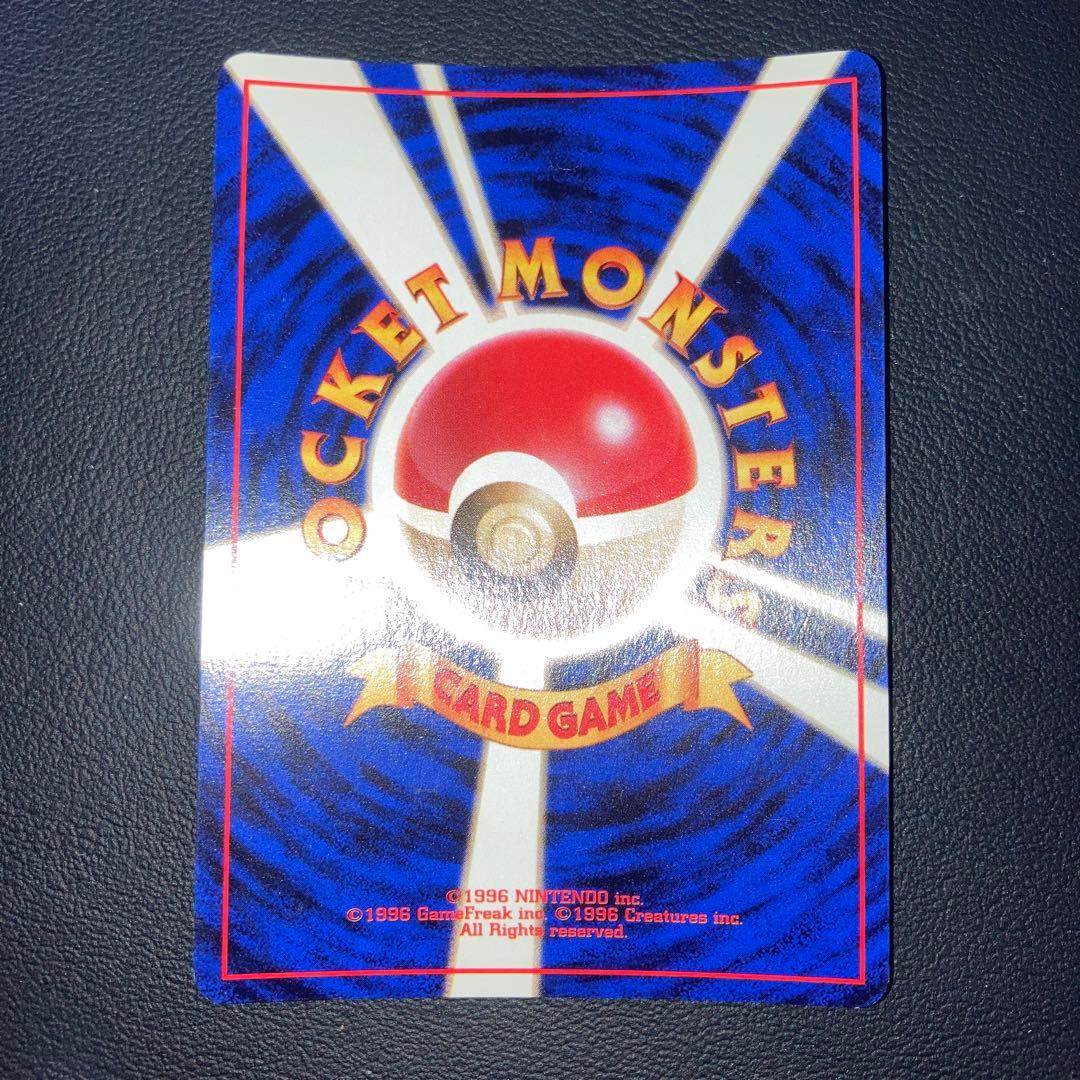 OCKET MONSTERS
CARD GAME
©1996 NINTENDO inc.
©1996 GameFreak inc. ©1996 Creatures inc.
All Rights reserved.